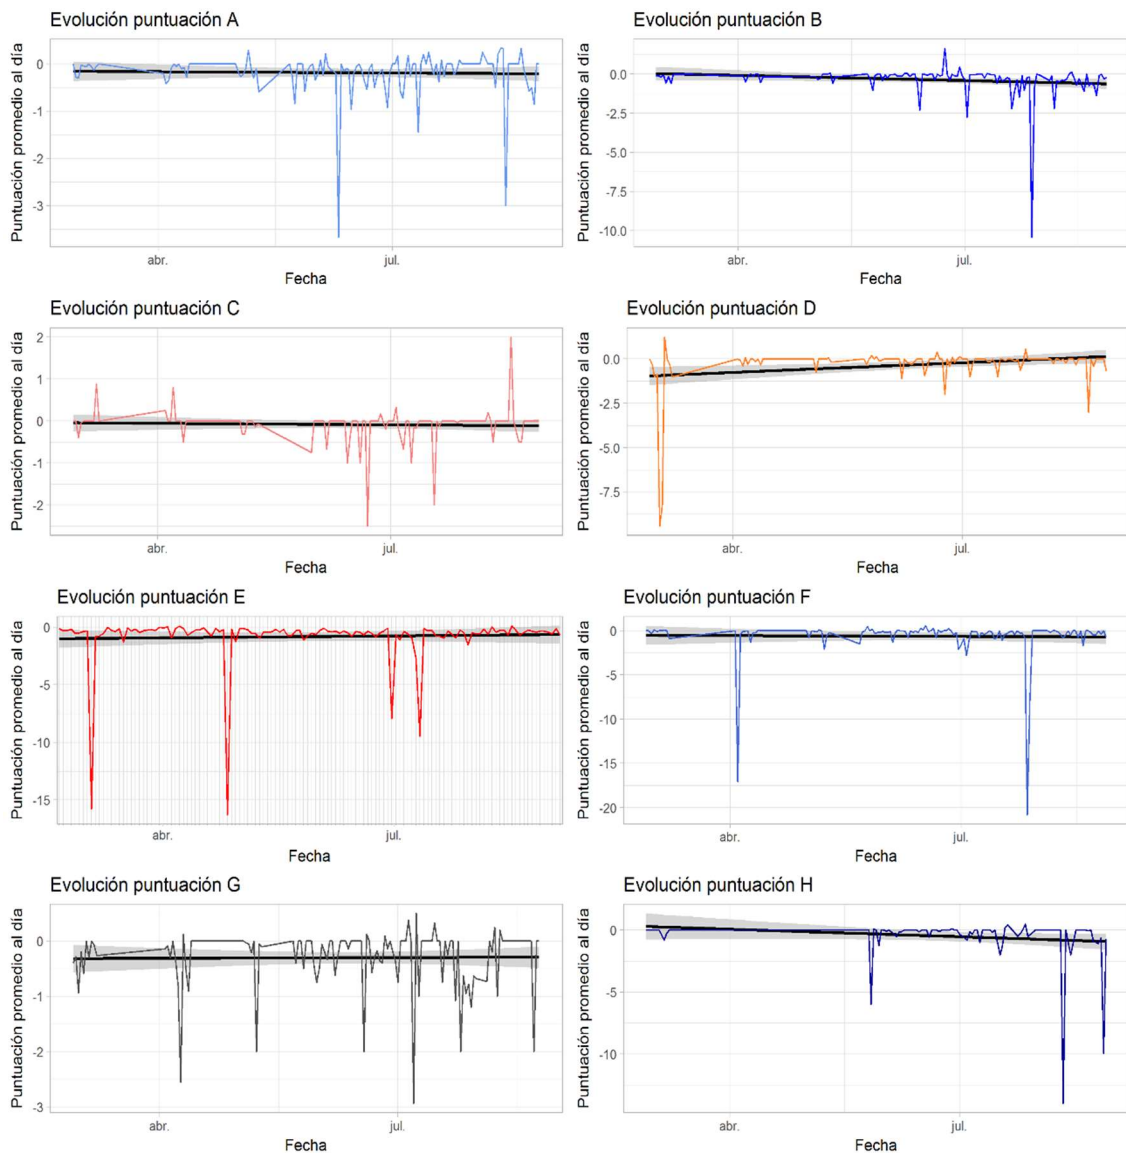 Evolución puntuación A
Puntuación promedio al día
0
-1
-2
-3
abr.
jul.
Fecha
Evolución puntuación B
Puntuación promedio al día
0.0
-2.5
-5.0
-7.5
-10.0
abr.
jul.
Fecha
Evolución puntuación C
Puntuación promedio al día
2
1
0
-1
-2
abr.
jul.
Fecha
Evolución puntuación D
Puntuación promedio al día
0.0
-2.5
-5.0
-7.5
abr.
jul.
Fecha
Evolución puntuación E
Puntuación promedio al día
0
-5
-10
-15
abr.
jul.
Fecha
Evolución puntuación F
Puntuación promedio al día
0
-5
-10
-15
-20
abr.
jul.
Fecha
Evolución puntuación G
Puntuación promedio al día
0
-1
-2
-3
abr.
jul.
Fecha
Evolución puntuación H
Puntuación promedio al día
0
-5
-10
abr.
jul.
Fecha